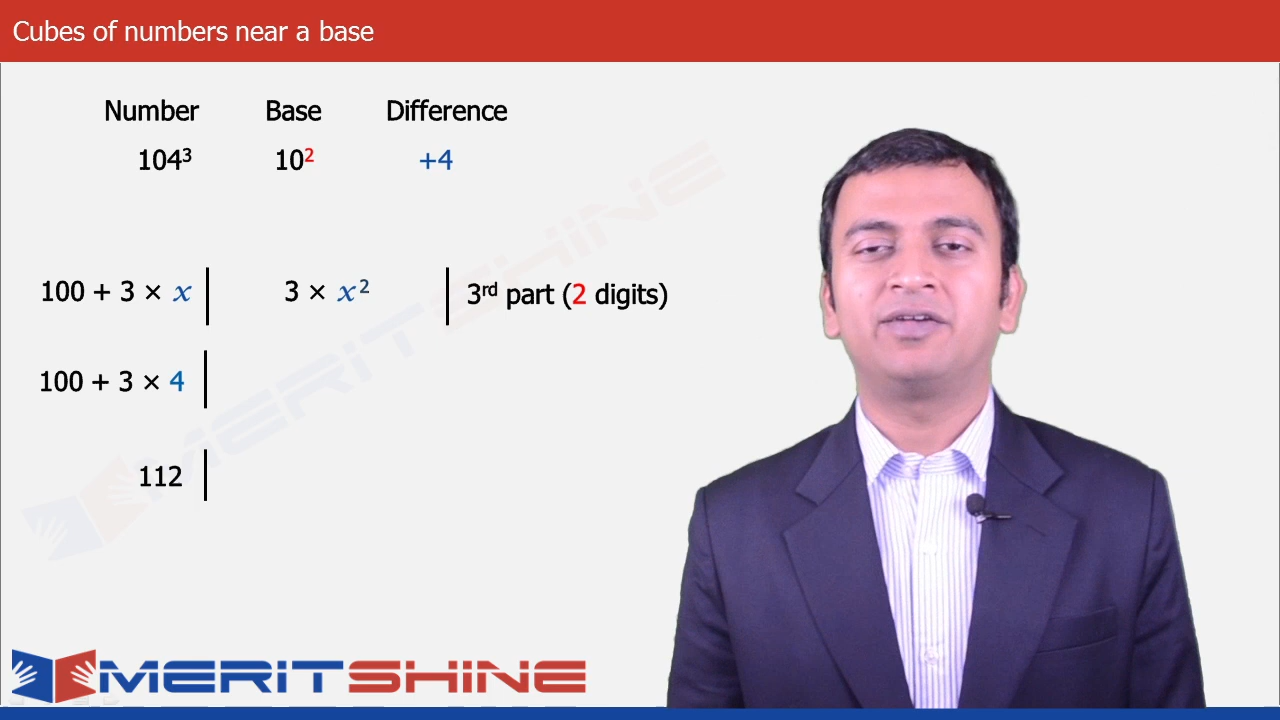 Cubes of numbers near a base
Number Base Difference
104³ 10² +4
100 + 3 × x | 3 × x² | 3rd part (2 digits)
100 + 3 × 4 |
112 |
MERITSHINE
MERITSHINE